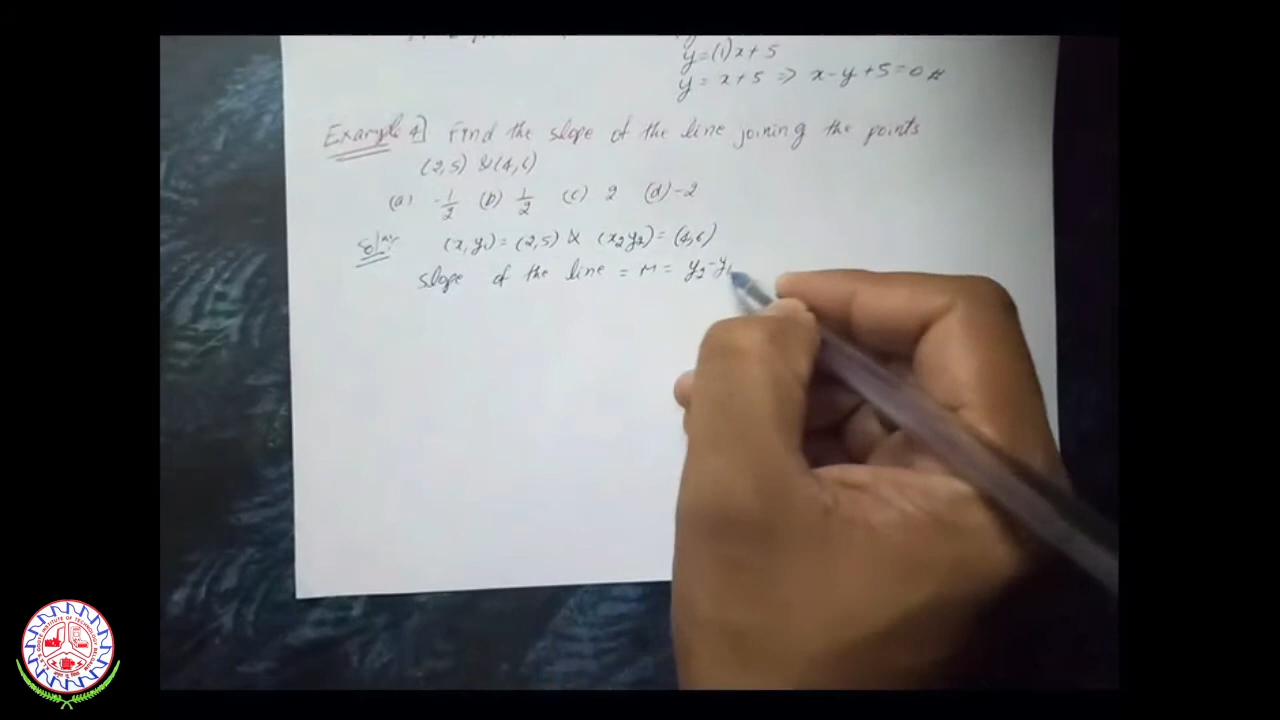 y=(1)x+5
y= x+5 => x-y+5=0 #
Example 4] Find the slope of the line joining the points
(2,5) & (4,6)
(a) -1/2 (b) 1/2 (c) 2 (d) -2
Soln:
(x,y₁)=(2,5) & (x₂y₂)=(4,6)
slope of the line = M = y₂-y₁